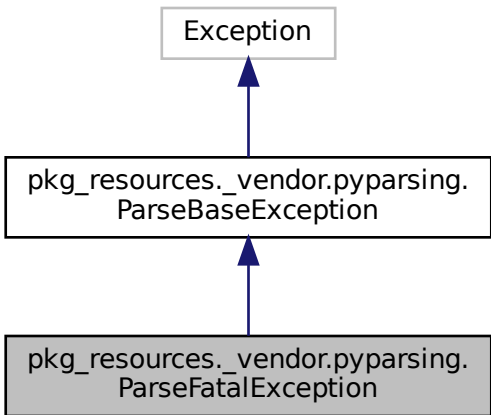 Exception
pkg_resources._vendor.pyparsing.
ParseBaseException
pkg_resources._vendor.pyparsing.
ParseFatalException